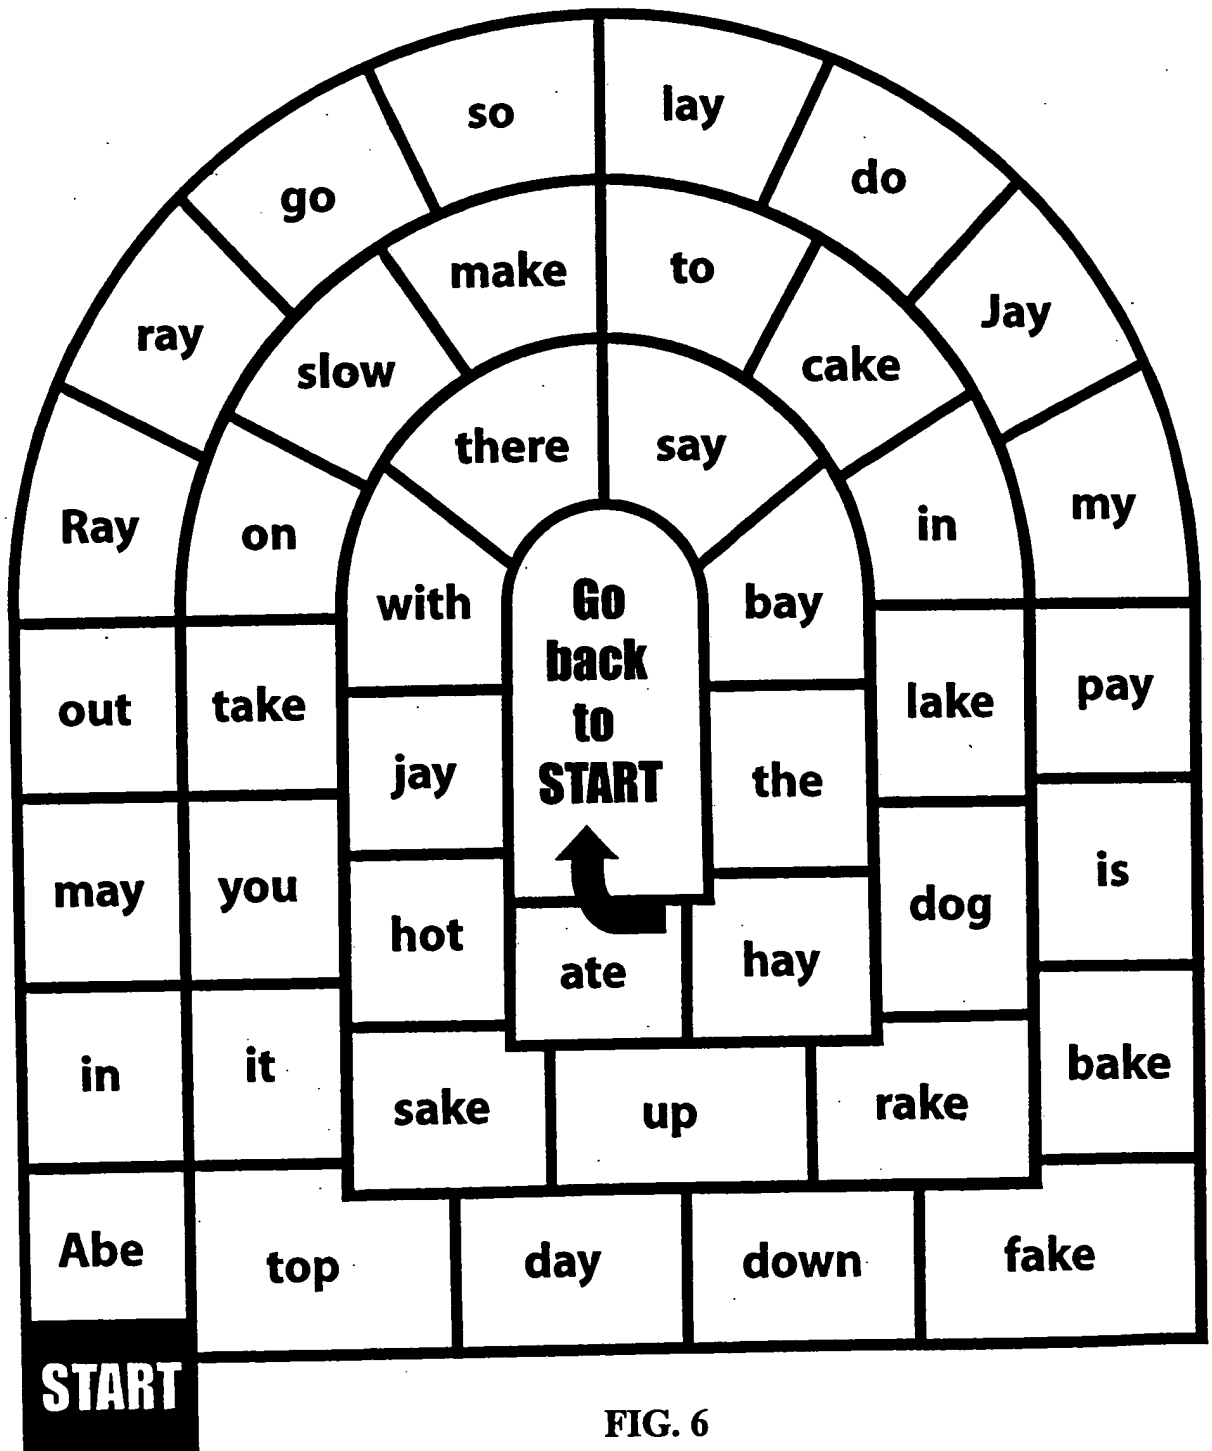 so
lay
go
do
make
to
ray
Jay
slow
cake
there
say
Ray
on
in
my
with
Go
bay
back
out
take
to
lake
pay
jay
START
the
may
you
hot
dog
is
ate
hay
in
it
sake
up
rake
bake
Abe
top
day
down
fake
START
FIG. 6